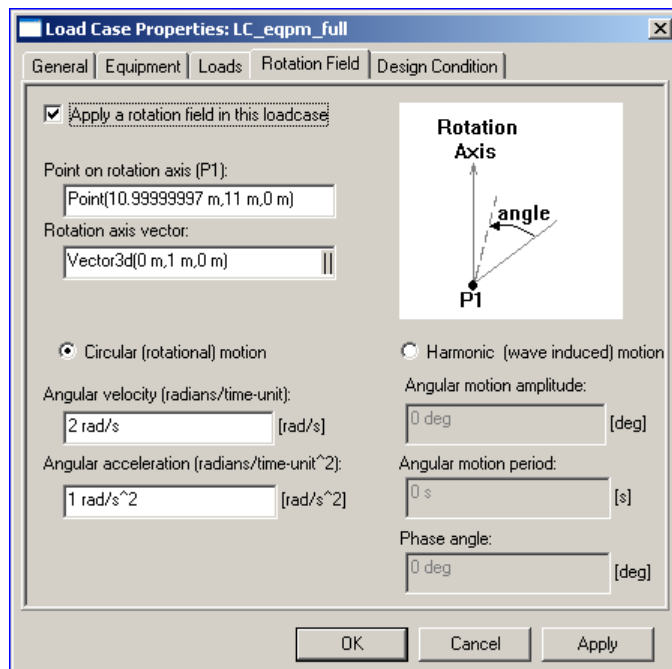 Load Case Properties: LC_eqpm_full
General Equipment Loads Rotation Field Design Condition
Apply a rotation field in this loadcase
Rotation
Axis
angle
P1
Point on rotation axis (P1):
Point(10.99999997 m,11 m,0 m)
Rotation axis vector:
Vector3d(0 m,1 m,0 m)
Circular (rotational) motion
Angular velocity (radians/time-unit):
2 rad/s [rad/s]
Angular acceleration (radians/time-unit^2):
1 rad/s^2 [rad/s^2]
Harmonic (wave induced) motion
Angular motion amplitude:
0 deg [deg]
Angular motion period:
0 s [s]
Phase angle:
0 deg [deg]
OK Cancel Apply